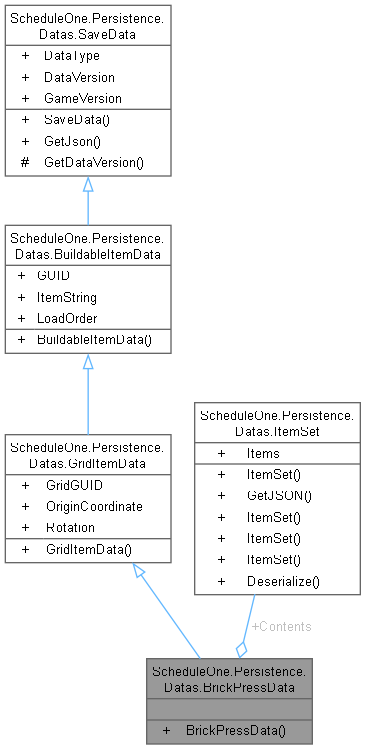 ScheduleOne.Persistence.
Datas.SaveData
+ DataType
+ DataVersion
+ GameVersion
+ SaveData()
+ GetJson()
# GetDataVersion()
ScheduleOne.Persistence.
Datas.BuildableItemData
+ GUID
+ ItemString
+ LoadOrder
+ BuildableItemData()
ScheduleOne.Persistence.
Datas.GridItemData
+ GridGUID
+ OriginCoordinate
+ Rotation
+ GridItemData()
ScheduleOne.Persistence.
Datas.ItemSet
+ Items
+ ItemSet()
+ GetJSON()
+ ItemSet()
+ ItemSet()
+ ItemSet()
+ Deserialize()
+Contents
ScheduleOne.Persistence.
Datas.BrickPressData
+ BrickPressData()